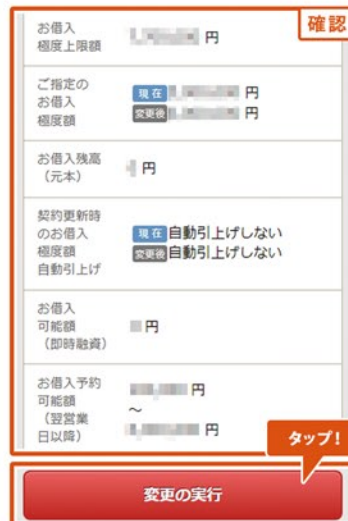 確認
お借入
極度上限額
円
ご指定の
お借入
極度額
現在 円
変更後 円
お借入残高
（元本）
円
契約更新時
のお借入
極度額
自動引上げ
現在 自動引上げしない
変更後 自動引上げしない
お借入
可能額
（即時融資）
円
お借入予約
可能額
（翌営業
日以降）
円
～
円
タップ！
変更の実行